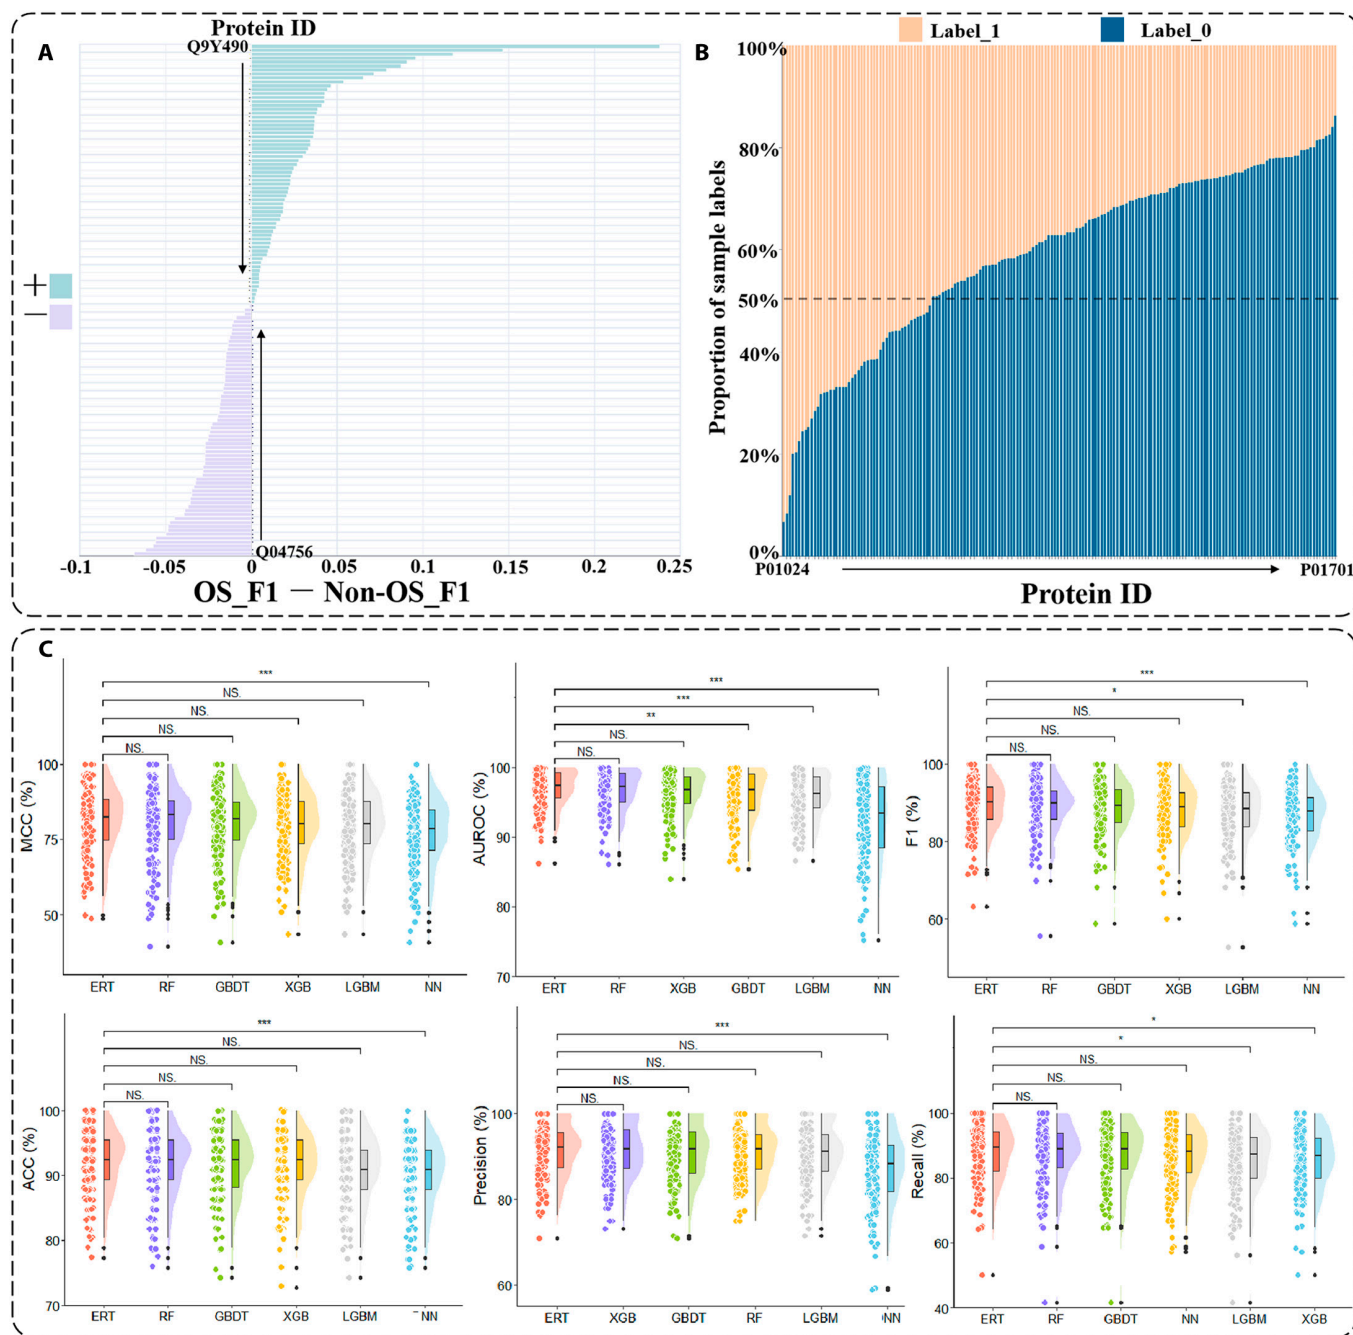 A
Protein ID
Q9Y490
+
−
Q04756
-0.1 -0.05 0 0.05 0.1 0.15 0.2 0.25
OS_F1 — Non-OS_F1
B
Label_1 Label_0
Proportion of sample labels
100%
80%
60%
50%
40%
20%
0%
P01024 P01701
Protein ID
C
MCC (%)
100
75
50
***
NS.
NS.
NS.
NS.
ERT RF GBDT XGB LGBM NN
AUROC (%)
100
90
80
70
***
***
**
NS.
NS.
ERT RF XGB GBDT LGBM NN
F1 (%)
100
80
60
***
*
NS.
NS.
NS.
ERT RF GBDT XGB LGBM NN
ACC (%)
100
90
80
70
***
NS.
NS.
NS.
NS.
ERT RF GBDT XGB LGBM NN
Precision (%)
100
90
80
70
60
***
NS.
NS.
NS.
NS.
ERT XGB GBDT RF LGBM NN
Recall (%)
100
80
60
40
*
*
NS.
NS.
NS.
ERT RF GBDT NN LGBM XGB